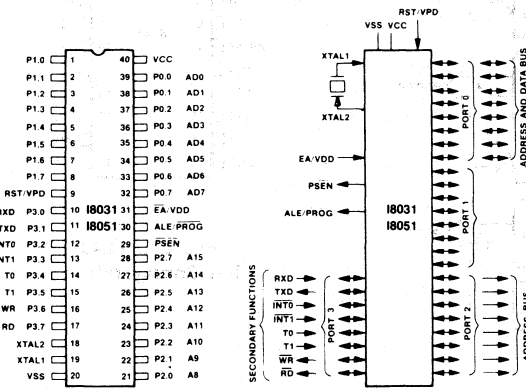 P1.0 1 40 VCC
P1.1 2 39 P0.0 AD0
P1.2 3 38 P0.1 AD1
P1.3 4 37 P0.2 AD2
P1.4 5 36 P0.3 AD3
P1.5 6 35 P0.4 AD4
P1.6 7 34 P0.5 AD5
P1.7 8 33 P0.6 AD6
RST/VPD 9 32 P0.7 AD7
RXD P3.0 10 I8031 31 EA/VDD
TXD P3.1 11 I8051 30 ALE/PROG
INT0 P3.2 12 29 PSEN
INT1 P3.3 13 28 P2.7 A15
T0 P3.4 14 27 P2.6 A14
T1 P3.5 15 26 P2.5 A13
WR P3.6 16 25 P2.4 A12
RD P3.7 17 24 P2.3 A11
XTAL2 18 23 P2.2 A10
XTAL1 19 22 P2.1 A9
VSS 20 21 P2.0 A8
RST/VPD
VSS VCC
XTAL1
XTAL2
EA/VDD
PSEN
ALE/PROG
I8031
I8051
PORT 0
ADDRESS AND DATA BUS
PORT 1
SECONDARY FUNCTIONS
RXD
TXD
INT0
INT1
T0
T1
WR
RD
PORT 3
PORT 2
ADDRESS BUS